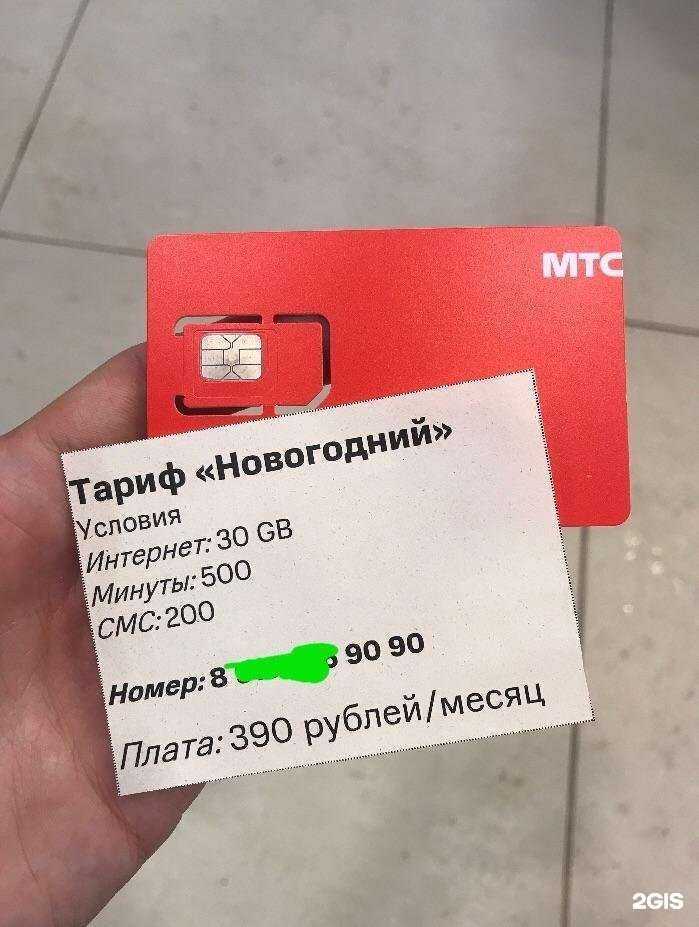 МТС
Тариф «Новогодний»
Условия
Интернет: 30 GB
Минуты: 500
СМС: 200
Номер: 8 90 90
Плата: 390 рублей/месяц
2GIS